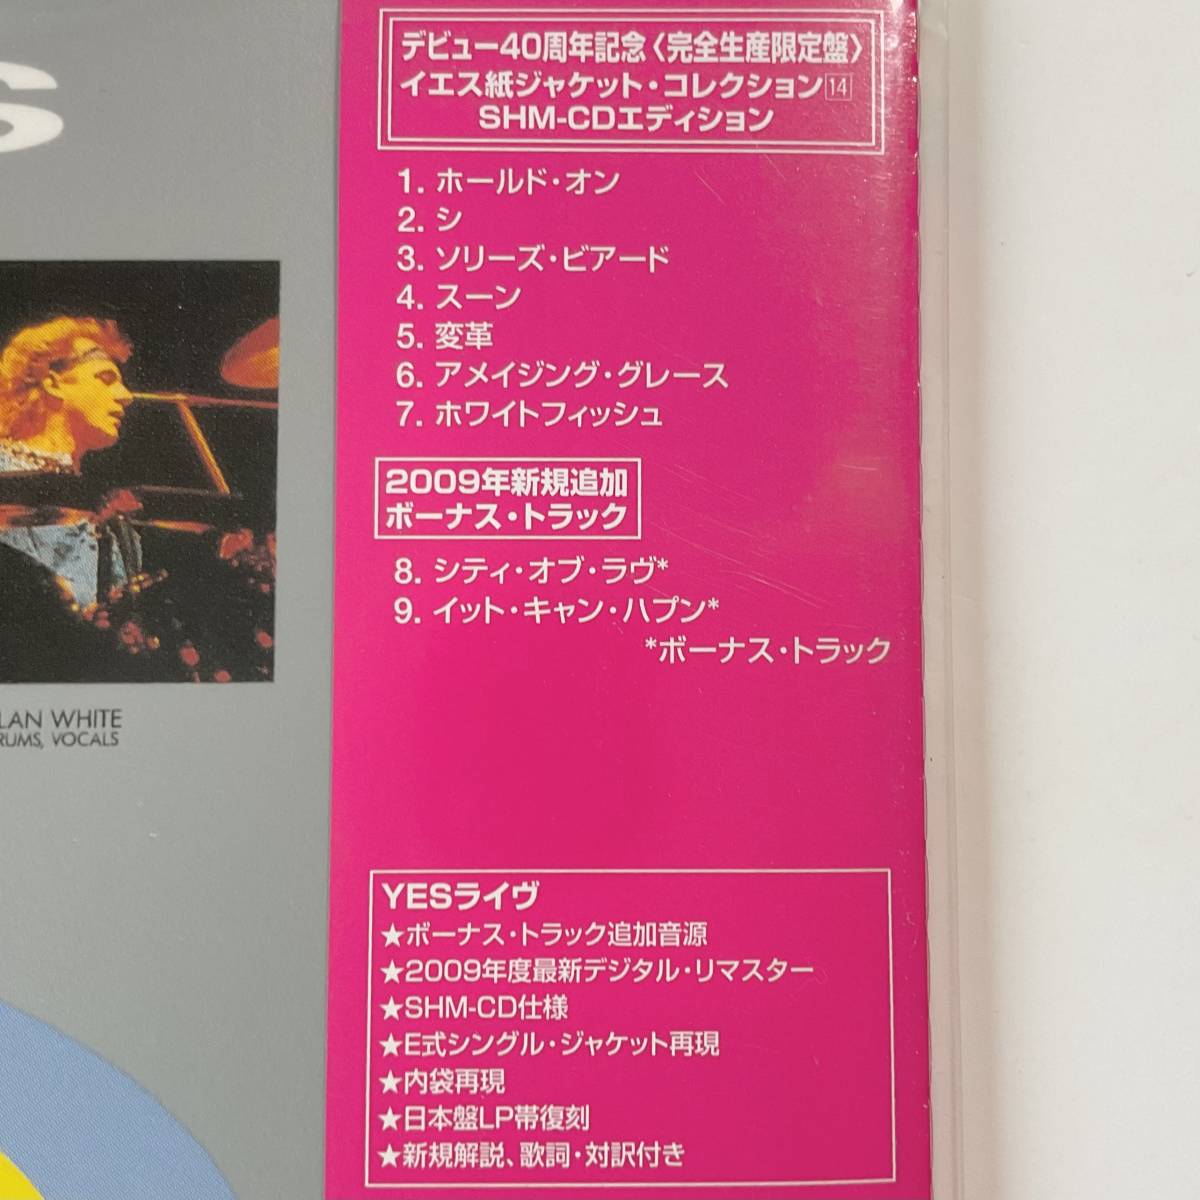 S
デビュー40周年記念〈完全生産限定盤〉
イエス紙ジャケット・コレクション14
SHM-CDエディション
1. ホールド・オン
2. シ
3. ソリーズ・ビアード
4. スーン
5. 変革
6. アメイジング・グレース
7. ホワイトフィッシュ
2009年新規追加
ボーナス・トラック
8. シティ・オブ・ラヴ*
9. イット・キャン・ハプン*
*ボーナス・トラック
LAN WHITE
RUMS, VOCALS
YESライヴ
★ボーナス・トラック追加音源
★2009年度最新デジタル・リマスター
★SHM-CD仕様
★E式シングル・ジャケット再現
★内袋再現
★日本盤LP帯復刻
★新規解説、歌詞・対訳付き